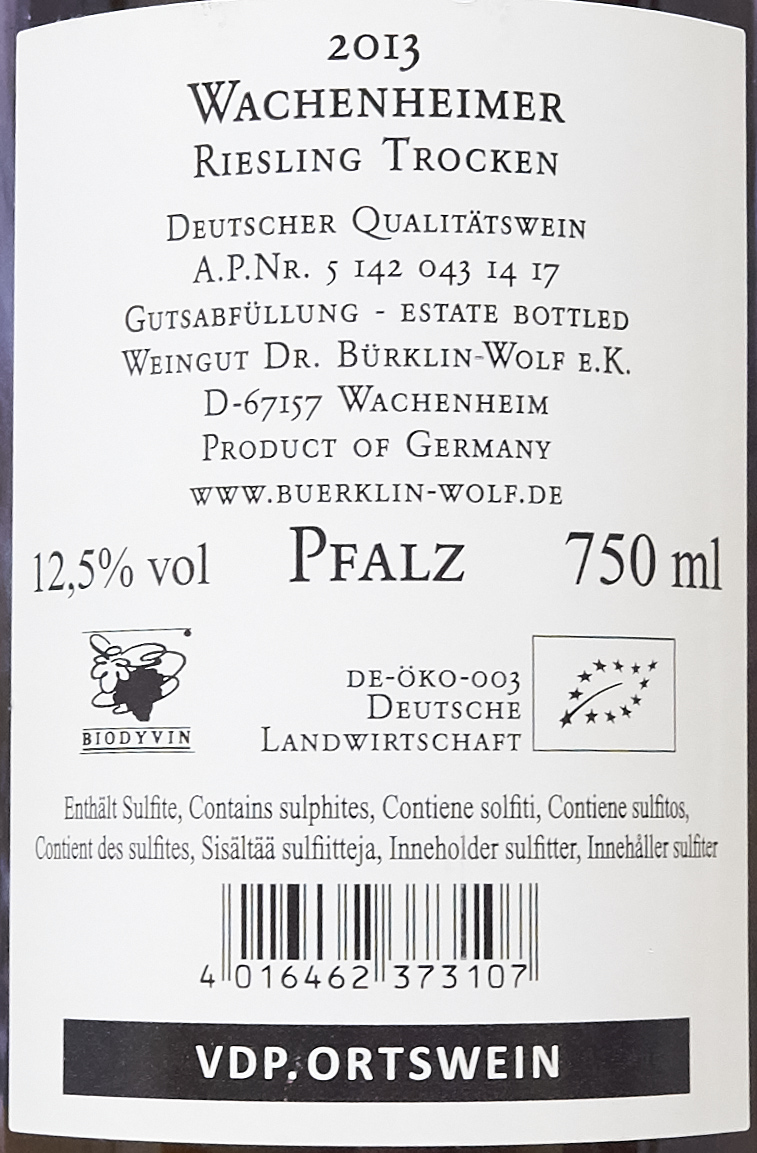 2013
WACHENHEIMER
RIESLING TROCKEN
DEUTSCHER QUALITÄTSWEIN
A.P.NR. 5 142 043 14 17
GUTSABFÜLLUNG - ESTATE BOTTLED
WEINGUT DR. BÜRKLIN-WOLF E.K.
D-67157 WACHENHEIM
PRODUCT OF GERMANY
WWW.BUERKLIN-WOLF.DE
12,5% vol PFALZ 750 ml
BIODYVIN
DE-ÖKO-003
DEUTSCHE
LANDWIRTSCHAFT
Enthält Sulfite, Contains sulphites, Contiene solfiti, Contiene sulfitos,
Contient des sulfites, Sisältää sulfiitteja, Inneholder sulfitter, Innehåller sulfiter
4 016462 373107
VDP.ORTSWEIN